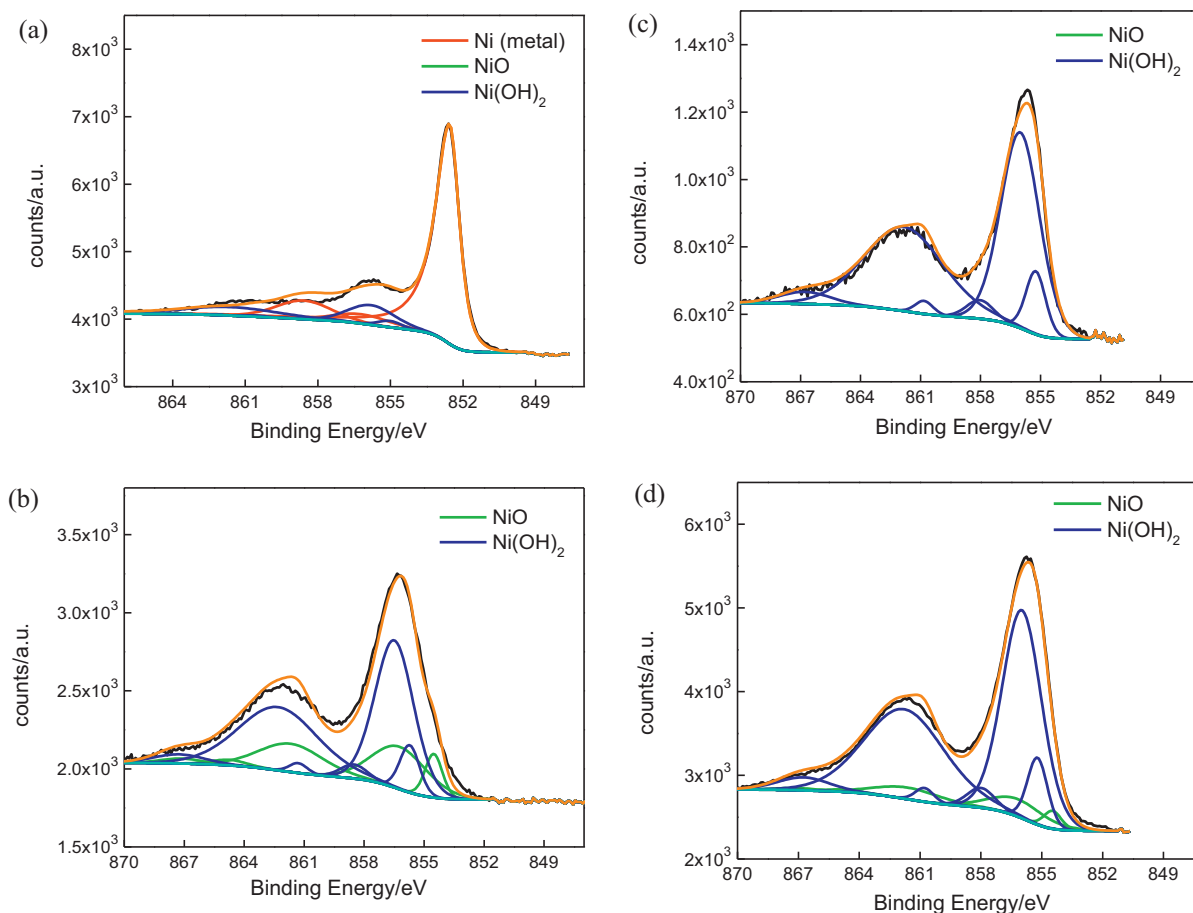 (a)
Ni (metal)
NiO
Ni(OH)₂
8x10³
7x10³
6x10³
5x10³
4x10³
3x10³
counts/a.u.
864 861 858 855 852 849
Binding Energy/eV
(c)
NiO
Ni(OH)₂
1.4x10³
1.2x10³
1.0x10³
8.0x10²
6.0x10²
4.0x10²
counts/a.u.
870 867 864 861 858 855 852 849
Binding Energy/eV
(b)
NiO
Ni(OH)₂
3.5x10³
3.0x10³
2.5x10³
2.0x10³
1.5x10³
counts/a.u.
870 867 864 861 858 855 852 849
Binding Energy/eV
(d)
NiO
Ni(OH)₂
6x10³
5x10³
4x10³
3x10³
2x10³
counts/a.u.
870 867 864 861 858 855 852 849
Binding Energy/eV